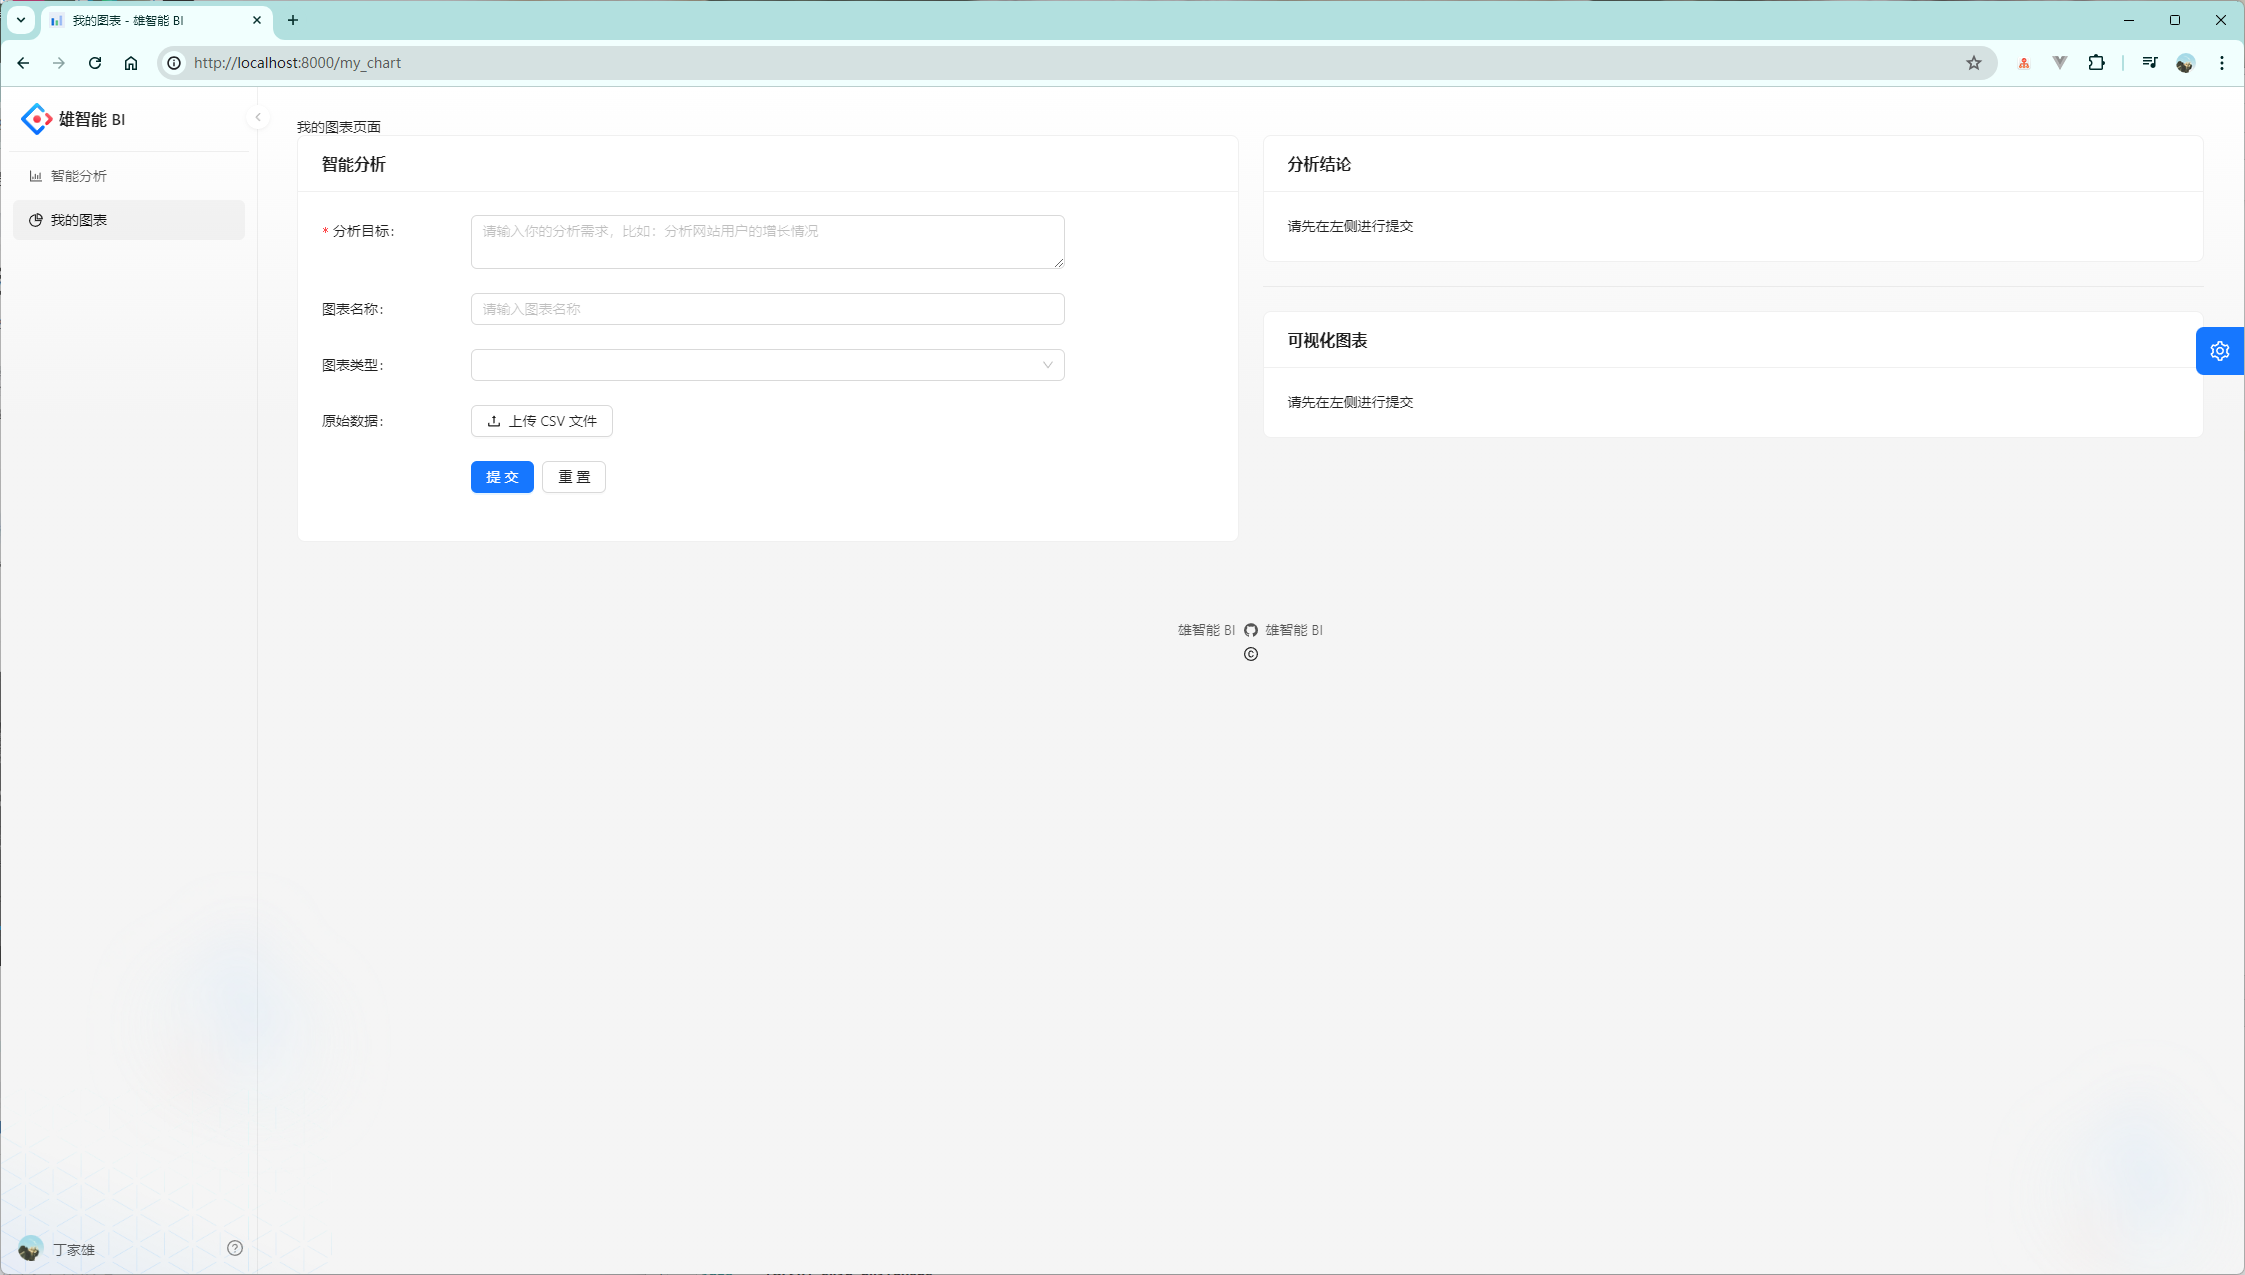 我的图表 - 雄智能 BI
http://localhost:8000/my_chart
雄智能 BI
智能分析
我的图表
我的图表页面
智能分析
* 分析目标:
请输入你的分析需求，比如：分析网站用户的增长情况
图表名称:
请输入图表名称
图表类型:
原始数据:
上传 CSV 文件
提 交
重 置
分析结论
请先在左侧进行提交
可视化图表
请先在左侧进行提交
雄智能 BI 雄智能 BI
©
丁家雄